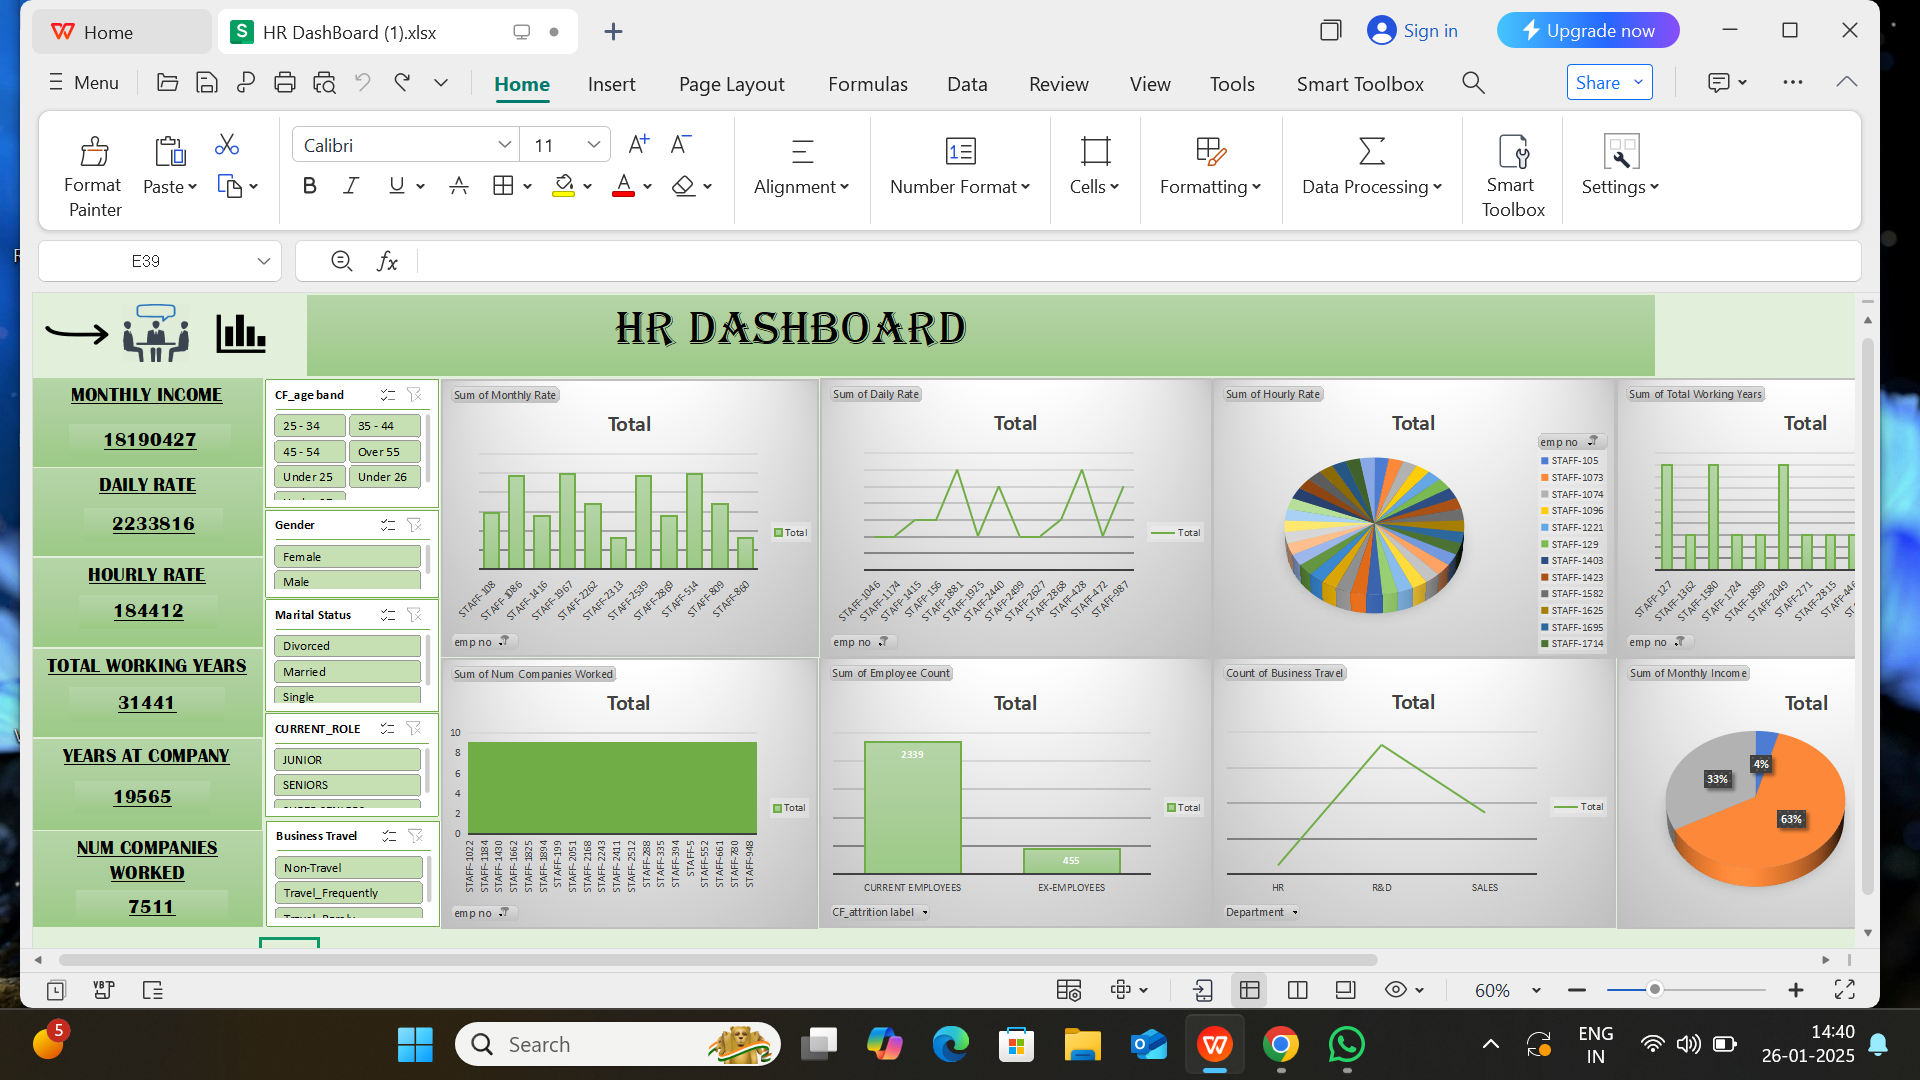 Home
HR DashBoard (1).xlsx
Sign in
Upgrade now
Menu
Home
Insert
Page Layout
Formulas
Data
Review
View
Tools
Smart Toolbox
Share
Format
Painter
Paste
Calibri
11
Alignment
Number Format
Cells
Formatting
Data Processing
Smart
Toolbox
Settings
E39
fx
HR DASHBOARD
MONTHLY INCOME
18190427
DAILY RATE
2233816
HOURLY RATE
184412
TOTAL WORKING YEARS
31441
YEARS AT COMPANY
19565
NUM COMPANIES
WORKED
7511
CF_age band
25 - 34
35 - 44
45 - 54
Over 55
Under 25
Under 26
Gender
Female
Male
Marital Status
Divorced
Married
Single
CURRENT_ROLE
JUNIOR
SENIORS
Business Travel
Non-Travel
Travel_Frequently
Travel_Rarely
Sum of Monthly Rate
Total
Total
STAFF-108
STAFF-1086
STAFF-1416
STAFF-1967
STAFF-2262
STAFF-2313
STAFF-2539
STAFF-2869
STAFF-514
STAFF-809
STAFF-860
emp no
Sum of Daily Rate
Total
Total
STAFF-1046
STAFF-1174
STAFF-1415
STAFF-156
STAFF-1881
STAFF-1925
STAFF-2440
STAFF-2499
STAFF-2627
STAFF-2868
STAFF-428
STAFF-472
STAFF-987
emp no
Sum of Hourly Rate
Total
emp no
STAFF-105
STAFF-1073
STAFF-1074
STAFF-1096
STAFF-1221
STAFF-129
STAFF-1403
STAFF-1423
STAFF-1582
STAFF-1625
STAFF-1695
STAFF-1714
Sum of Total Working Years
Total
STAFF-127
STAFF-1362
STAFF-1580
STAFF-1724
STAFF-1899
STAFF-2049
STAFF-271
STAFF-2815
STAFF-446
emp no
Sum of Num Companies Worked
Total
10
8
6
4
2
0
Total
STAFF-1022
STAFF-1184
STAFF-1430
STAFF-1662
STAFF-1825
STAFF-1894
STAFF-199
STAFF-2051
STAFF-2168
STAFF-2243
STAFF-2411
STAFF-2512
STAFF-288
STAFF-335
STAFF-394
STAFF-5
STAFF-552
STAFF-661
STAFF-780
STAFF-948
emp no
Sum of Employee Count
Total
2339
455
Total
CURRENT EMPLOYEES
EX-EMPLOYEES
CF_attrition label
Count of Business Travel
Total
Total
HR
R&D
SALES
Department
Sum of Monthly Income
Total
4%
33%
63%
60%
5
Search
ENG
IN
14:40
26-01-2025